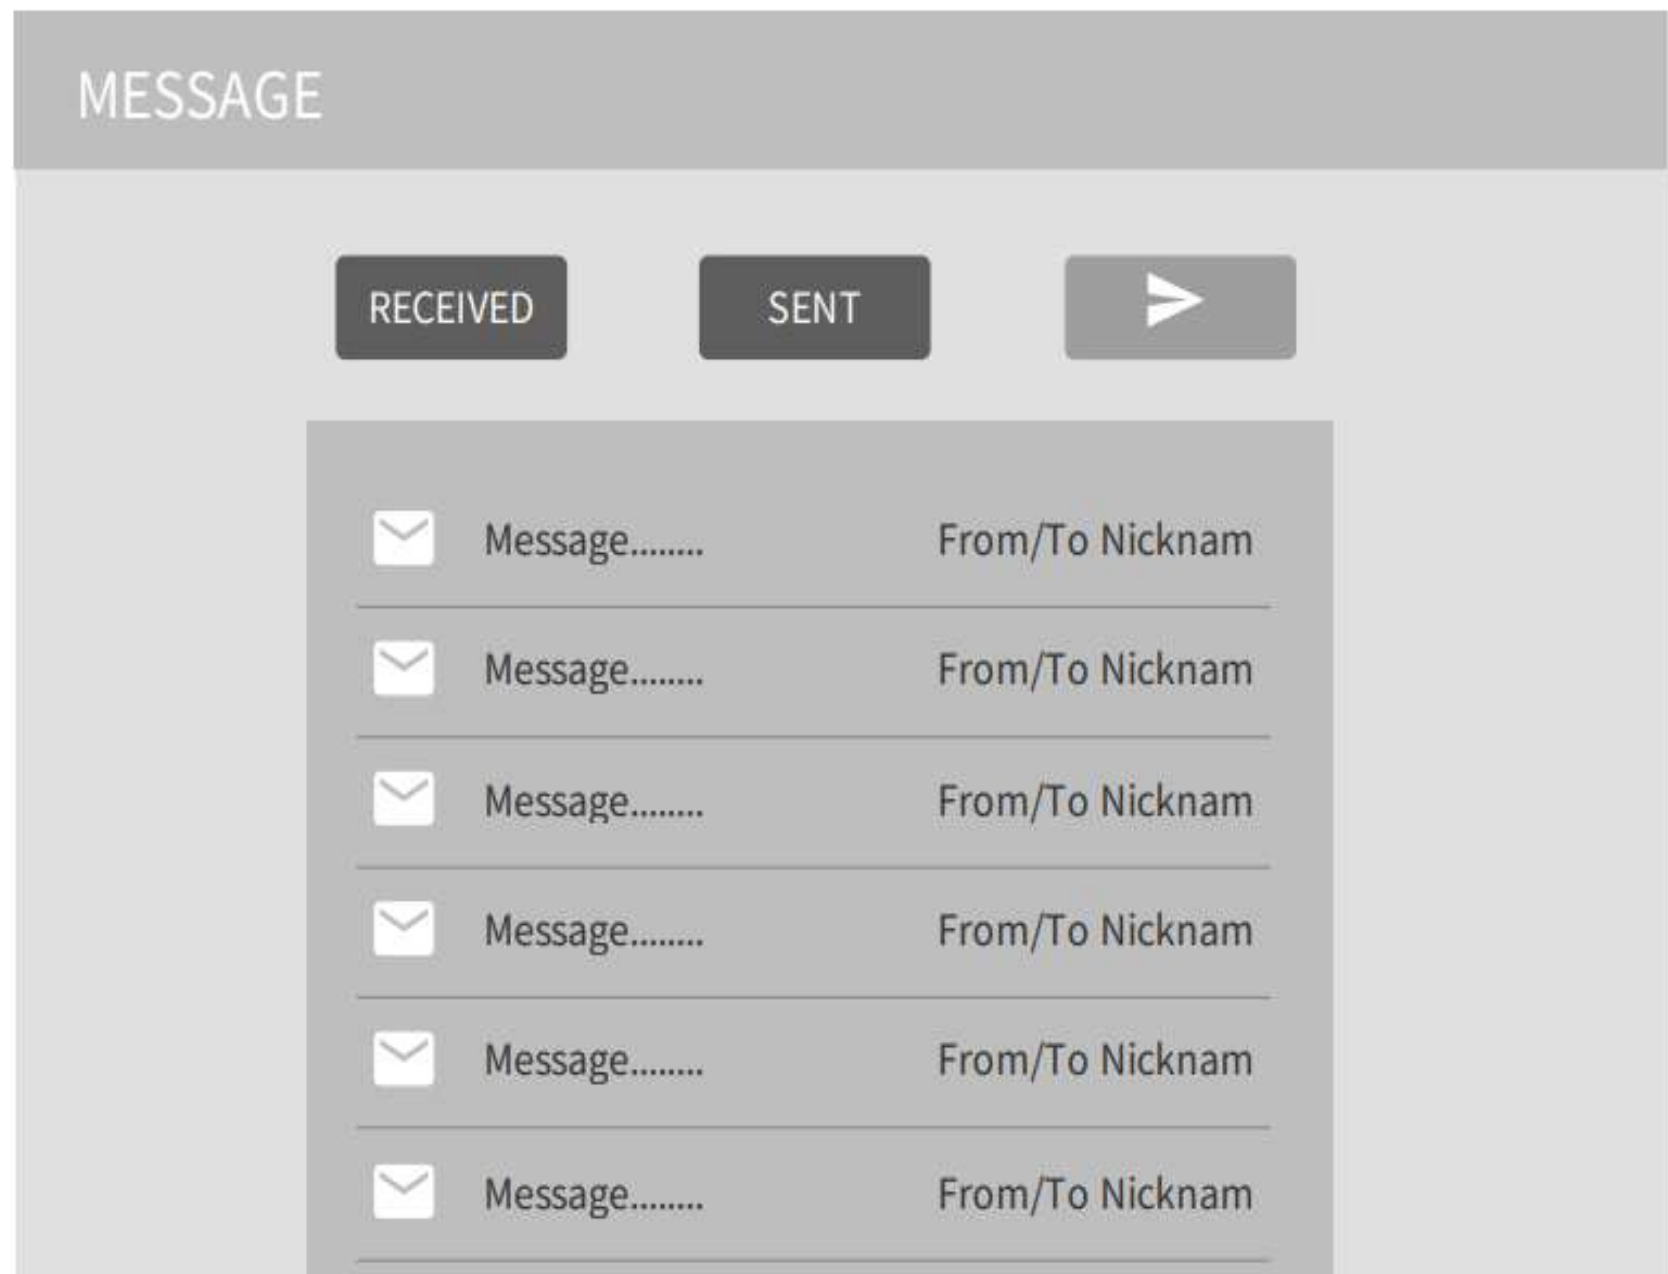 MESSAGE
RECEIVED SENT
Message........ From/To Nicknam
Message........ From/To Nicknam
Message........ From/To Nicknam
Message........ From/To Nicknam
Message........ From/To Nicknam
Message........ From/To Nicknam